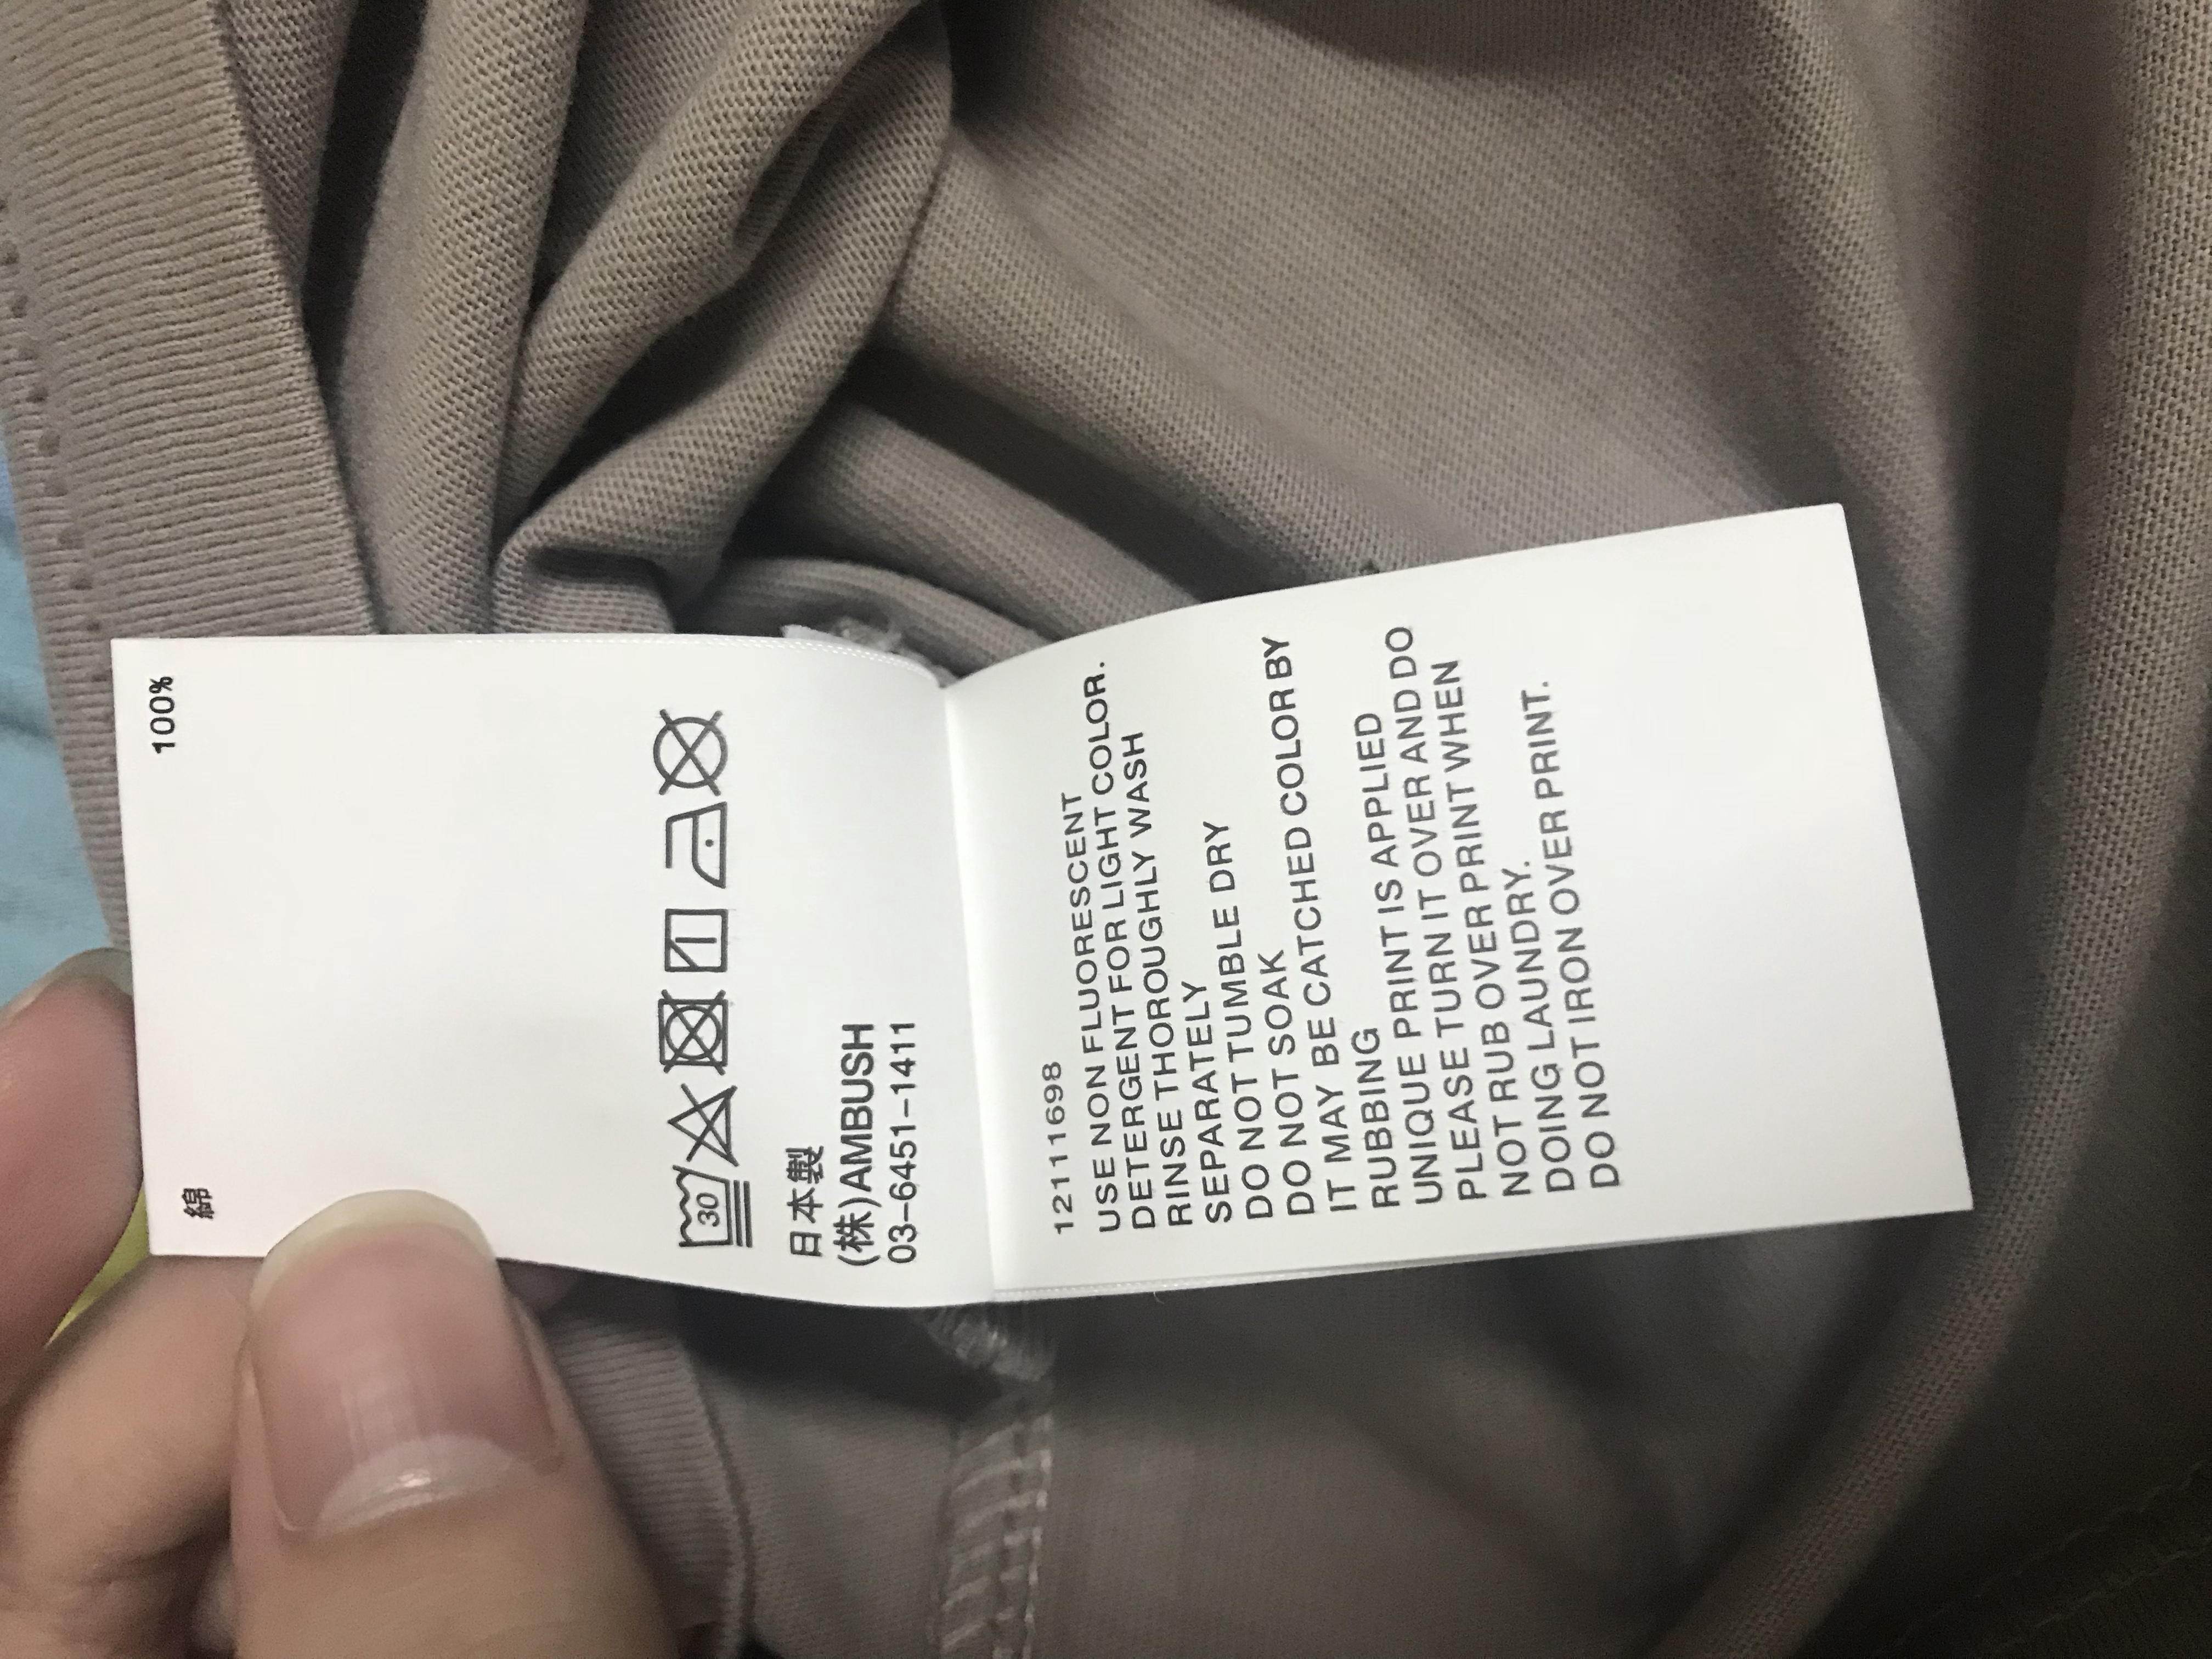 綿 100%
30
日本製
(株)AMBUSH
03-6451-1411
12111698
USE NON FLUORESCENT
DETERGENT FOR LIGHT COLOR.
RINSE THOROUGHLY WASH
SEPARATELY
DO NOT TUMBLE DRY
DO NOT SOAK
IT MAY BE CATCHED COLOR BY
RUBBING
UNIQUE PRINT IS APPLIED
PLEASE TURN IT OVER AND DO
NOT RUB OVER PRINT WHEN
DOING LAUNDRY.
DO NOT IRON OVER PRINT.